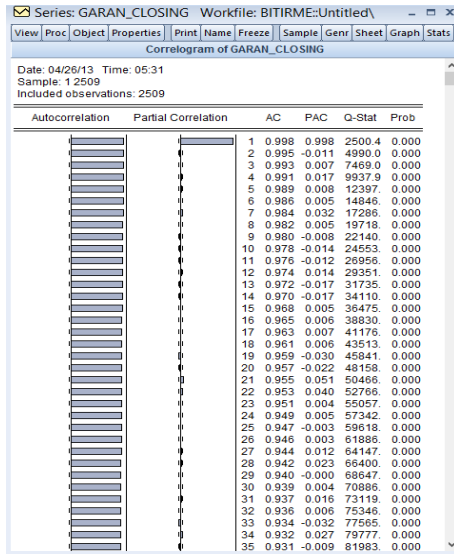 Series: GARAN_CLOSING Workfile: BITIRME::Untitled\
View Proc Object Properties Print Name Freeze Sample Genr Sheet Graph Stats
Correlogram of GARAN_CLOSING
Date: 04/26/13 Time: 05:31
Sample: 1 2509
Included observations: 2509
Autocorrelation Partial Correlation AC PAC Q-Stat Prob
1 0.998 0.998 2500.4 0.000
2 0.995 -0.011 4990.0 0.000
3 0.993 0.007 7469.0 0.000
4 0.991 0.017 9937.9 0.000
5 0.989 0.008 12397. 0.000
6 0.986 0.005 14846. 0.000
7 0.984 0.032 17286. 0.000
8 0.982 0.005 19718. 0.000
9 0.980 -0.008 22140. 0.000
10 0.978 -0.014 24553. 0.000
11 0.976 -0.012 26956. 0.000
12 0.974 0.014 29351. 0.000
13 0.972 -0.017 31735. 0.000
14 0.970 -0.017 34110. 0.000
15 0.968 0.005 36475. 0.000
16 0.965 0.006 38830. 0.000
17 0.963 0.007 41176. 0.000
18 0.961 0.006 43513. 0.000
19 0.959 -0.030 45841. 0.000
20 0.957 -0.022 48158. 0.000
21 0.955 0.051 50466. 0.000
22 0.953 0.040 52766. 0.000
23 0.951 0.004 55057. 0.000
24 0.949 0.005 57342. 0.000
25 0.947 -0.003 59618. 0.000
26 0.946 0.003 61886. 0.000
27 0.944 0.012 64147. 0.000
28 0.942 0.023 66400. 0.000
29 0.940 -0.000 68647. 0.000
30 0.939 0.004 70886. 0.000
31 0.937 0.016 73119. 0.000
32 0.936 0.006 75346. 0.000
33 0.934 -0.032 77565. 0.000
34 0.932 0.027 79777. 0.000
35 0.931 -0.009 81983. 0.000